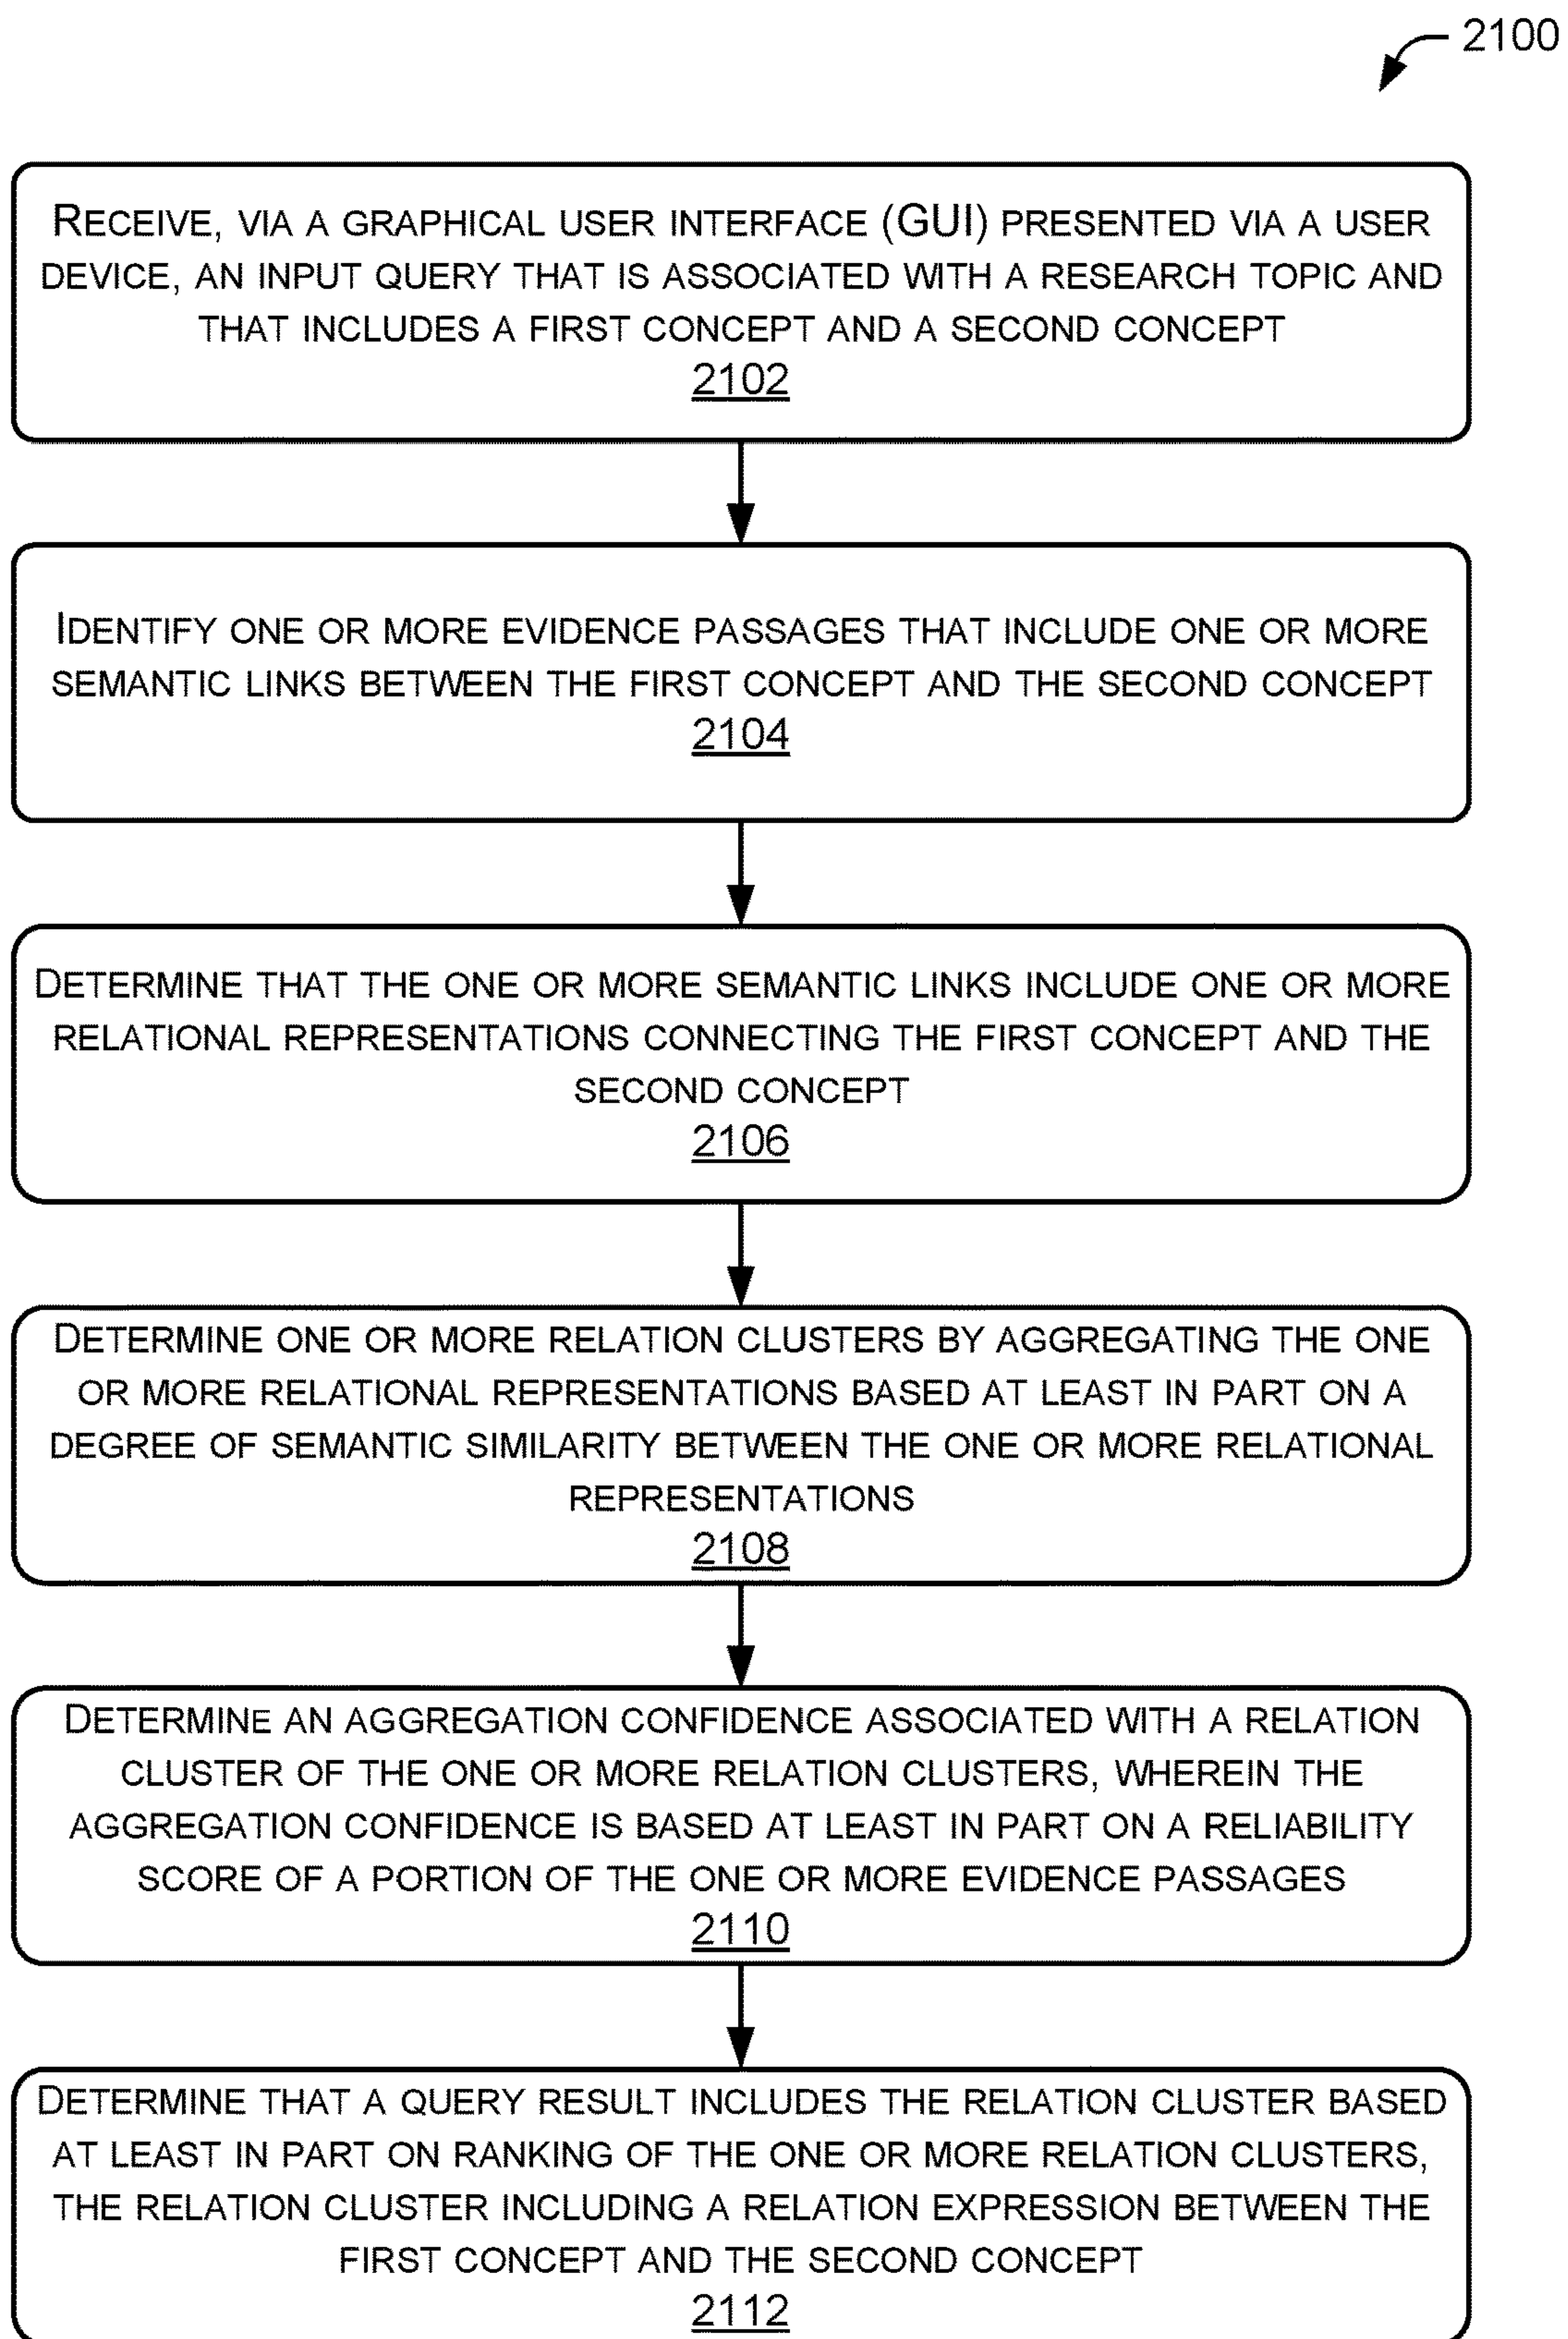 2100
RECEIVE, VIA A GRAPHICAL USER INTERFACE (GUI) PRESENTED VIA A USER
DEVICE, AN INPUT QUERY THAT IS ASSOCIATED WITH A RESEARCH TOPIC AND
THAT INCLUDES A FIRST CONCEPT AND A SECOND CONCEPT
2102
IDENTIFY ONE OR MORE EVIDENCE PASSAGES THAT INCLUDE ONE OR MORE
SEMANTIC LINKS BETWEEN THE FIRST CONCEPT AND THE SECOND CONCEPT
2104
DETERMINE THAT THE ONE OR MORE SEMANTIC LINKS INCLUDE ONE OR MORE
RELATIONAL REPRESENTATIONS CONNECTING THE FIRST CONCEPT AND THE
SECOND CONCEPT
2106
DETERMINE ONE OR MORE RELATION CLUSTERS BY AGGREGATING THE ONE
OR MORE RELATIONAL REPRESENTATIONS BASED AT LEAST IN PART ON A
DEGREE OF SEMANTIC SIMILARITY BETWEEN THE ONE OR MORE RELATIONAL
REPRESENTATIONS
2108
DETERMINE AN AGGREGATION CONFIDENCE ASSOCIATED WITH A RELATION
CLUSTER OF THE ONE OR MORE RELATION CLUSTERS, WHEREIN THE
AGGREGATION CONFIDENCE IS BASED AT LEAST IN PART ON A RELIABILITY
SCORE OF A PORTION OF THE ONE OR MORE EVIDENCE PASSAGES
2110
DETERMINE THAT A QUERY RESULT INCLUDES THE RELATION CLUSTER BASED
AT LEAST IN PART ON RANKING OF THE ONE OR MORE RELATION CLUSTERS,
THE RELATION CLUSTER INCLUDING A RELATION EXPRESSION BETWEEN THE
FIRST CONCEPT AND THE SECOND CONCEPT
2112